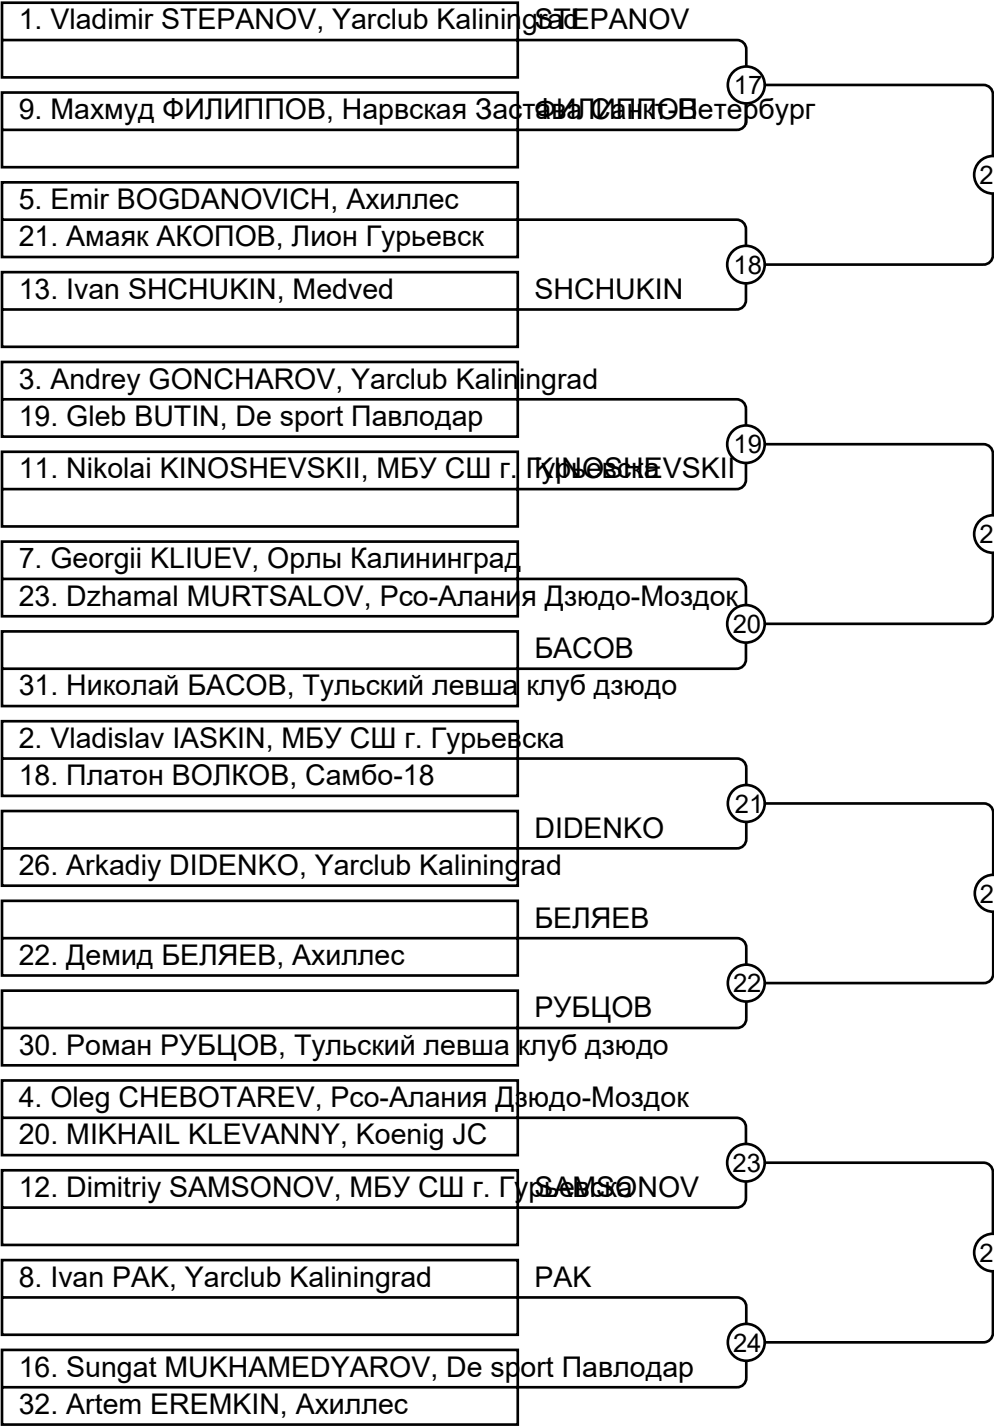 1. Vladimir STEPANOV, Yarclub Kaliningrad STEPANOV
17
9. Махмуд ФИЛИППОВ, Нарвская Застава Санкт-Петербург ФИЛИППОВ
2
5. Emir BOGDANOVICH, Ахиллес
21. Амаяк АКОПОВ, Лион Гурьевск
18
13. Ivan SHCHUKIN, Medved SHCHUKIN
3. Andrey GONCHAROV, Yarclub Kaliningrad
19. Gleb BUTIN, De sport Павлодар
19
11. Nikolai KINOSHEVSKII, МБУ СШ г. Гурьевска KINOSHEVSKII
2
7. Georgii KLIUEV, Орлы Калининград
23. Dzhamal MURTSALOV, Рсо-Алания Дзюдо-Моздок
20
БАСОВ
31. Николай БАСОВ, Тульский левша клуб дзюдо
2. Vladislav IASKIN, МБУ СШ г. Гурьевска
18. Платон ВОЛКОВ, Самбо-18
21
DIDENKO
26. Arkadiy DIDENKO, Yarclub Kaliningrad
2
БЕЛЯЕВ
22. Демид БЕЛЯЕВ, Ахиллес
22
РУБЦОВ
30. Роман РУБЦОВ, Тульский левша клуб дзюдо
4. Oleg CHEBOTAREV, Рсо-Алания Дзюдо-Моздок
20. MIKHAIL KLEVANNY, Koenig JC
23
12. Dimitriy SAMSONOV, МБУ СШ г. Гурьевска SAMSONOV
2
8. Ivan PAK, Yarclub Kaliningrad PAK
24
16. Sungat MUKHAMEDYAROV, De sport Павлодар
32. Artem EREMKIN, Ахиллес